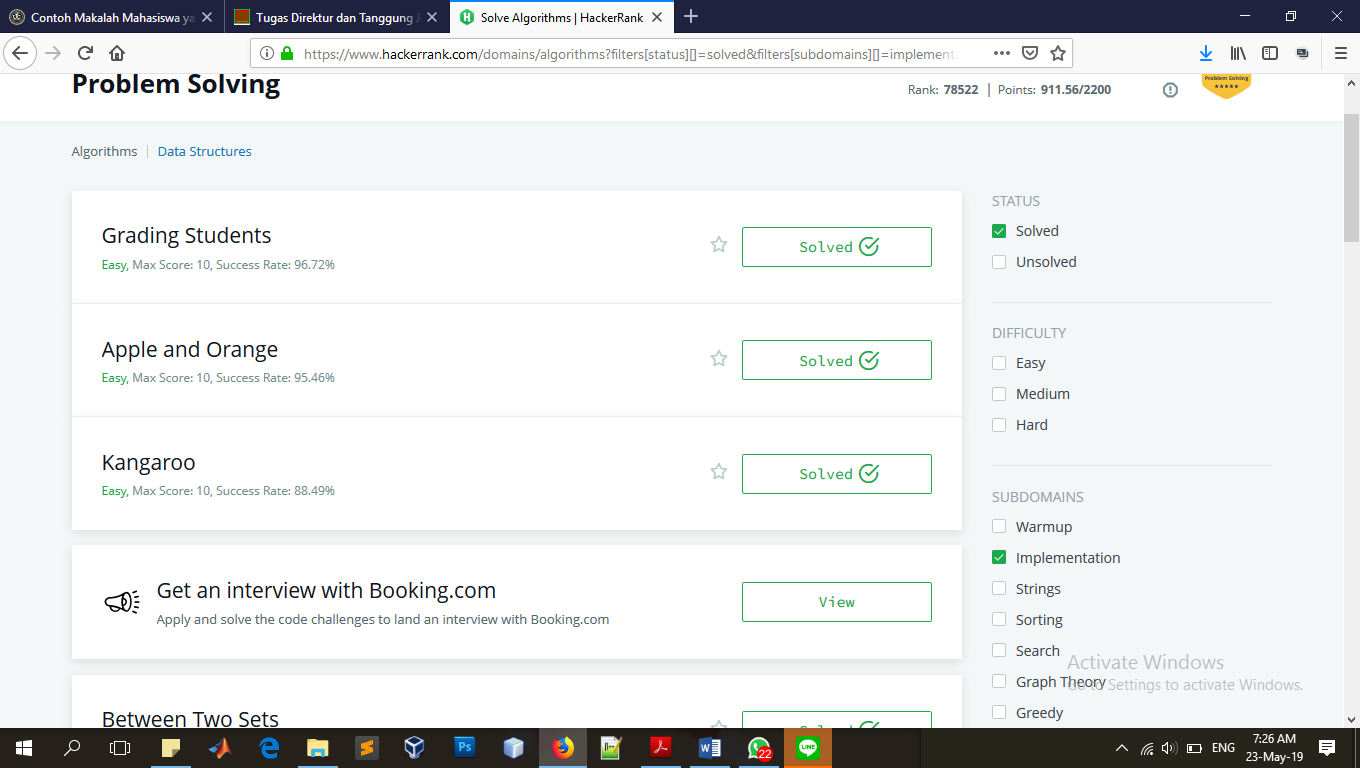 Contoh Makalah Mahasiswa ya
Tugas Direktur dan Tanggung J
Solve Algorithms | HackerRank
https://www.hackerrank.com/domains/algorithms?filters[status][]=solved&filters[subdomains][]=implement
Problem Solving
Rank: 78522 | Points: 911.56/2200
Problem Solving
Algorithms
Data Structures
Grading Students
Easy, Max Score: 10, Success Rate: 96.72%
Solved
Apple and Orange
Easy, Max Score: 10, Success Rate: 95.46%
Solved
Kangaroo
Easy, Max Score: 10, Success Rate: 88.49%
Solved
Get an interview with Booking.com
Apply and solve the code challenges to land an interview with Booking.com
View
Between Two Sets
Solved
STATUS
Solved
Unsolved
DIFFICULTY
Easy
Medium
Hard
SUBDOMAINS
Warmup
Implementation
Strings
Sorting
Search
Graph Theory
Greedy
Activate Windows
Go to Settings to activate Windows.
Ps
22
LINE
ENG
7:26 AM
23-May-19